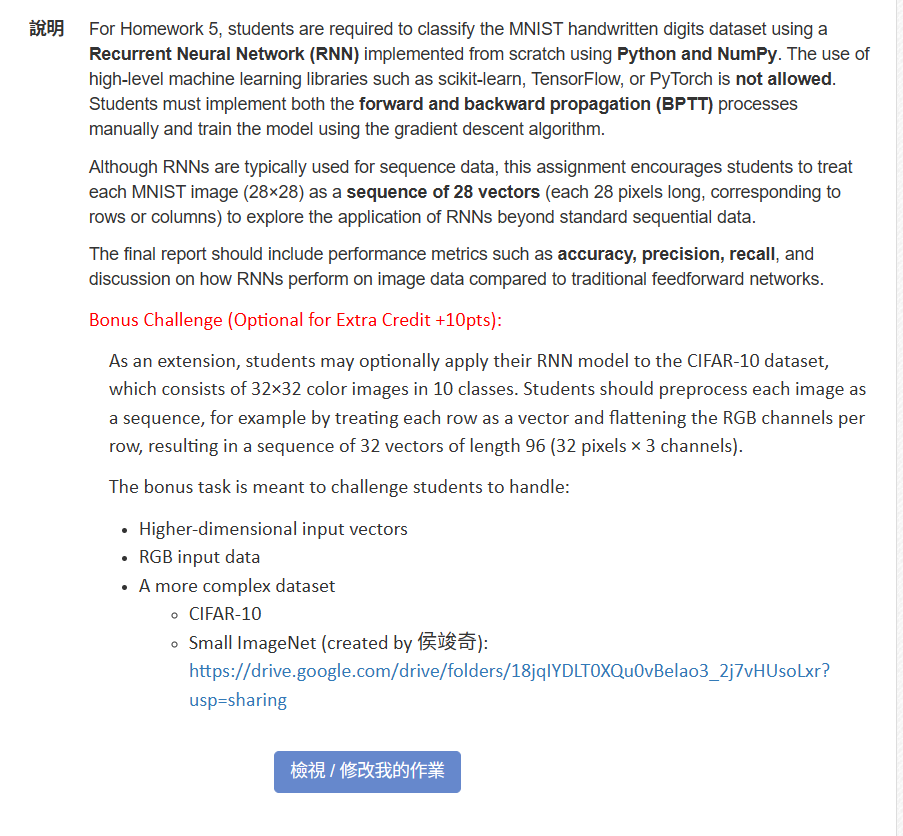 說明
For Homework 5, students are required to classify the MNIST handwritten digits dataset using a
Recurrent Neural Network (RNN) implemented from scratch using Python and NumPy. The use of
high-level machine learning libraries such as scikit-learn, TensorFlow, or PyTorch is not allowed.
Students must implement both the forward and backward propagation (BPTT) processes
manually and train the model using the gradient descent algorithm.
Although RNNs are typically used for sequence data, this assignment encourages students to treat
each MNIST image (28×28) as a sequence of 28 vectors (each 28 pixels long, corresponding to
rows or columns) to explore the application of RNNs beyond standard sequential data.
The final report should include performance metrics such as accuracy, precision, recall, and
discussion on how RNNs perform on image data compared to traditional feedforward networks.
Bonus Challenge (Optional for Extra Credit +10pts):
As an extension, students may optionally apply their RNN model to the CIFAR-10 dataset,
which consists of 32×32 color images in 10 classes. Students should preprocess each image as
a sequence, for example by treating each row as a vector and flattening the RGB channels per
row, resulting in a sequence of 32 vectors of length 96 (32 pixels × 3 channels).
The bonus task is meant to challenge students to handle:
• Higher-dimensional input vectors
• RGB input data
• A more complex dataset
◦ CIFAR-10
◦ Small ImageNet (created by 侯竣奇):
https://drive.google.com/drive/folders/18jqIYDLT0XQu0vBelao3_2j7vHUsoLxr?
usp=sharing
檢視 / 修改我的作業